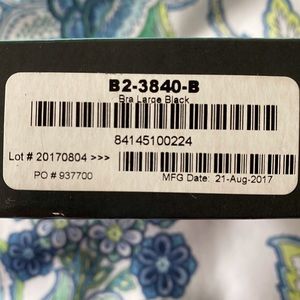 B2-3840-B
Bra Large Black
84145100224
Lot # 20170804 >>>
PO # 937700
MFG Date: 21-Aug-2017